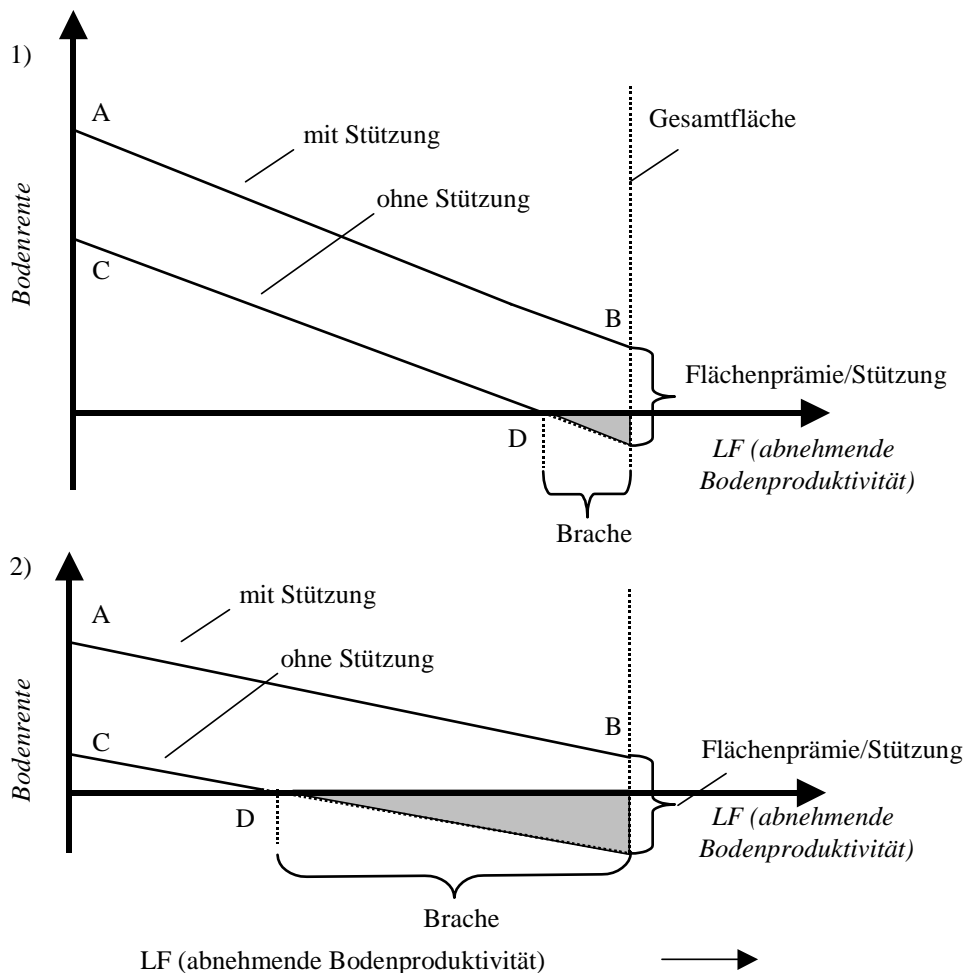 1)
A
mit Stützung
Gesamtfläche
ohne Stützung
Bodenrente
C
B
Flächenprämie/Stützung
D
LF (abnehmende
Bodenproduktivität)
Brache
2)
A
mit Stützung
ohne Stützung
Bodenrente
C
B
Flächenprämie/Stützung
D
LF (abnehmende
Bodenproduktivität)
Brache
LF (abnehmende Bodenproduktivität)